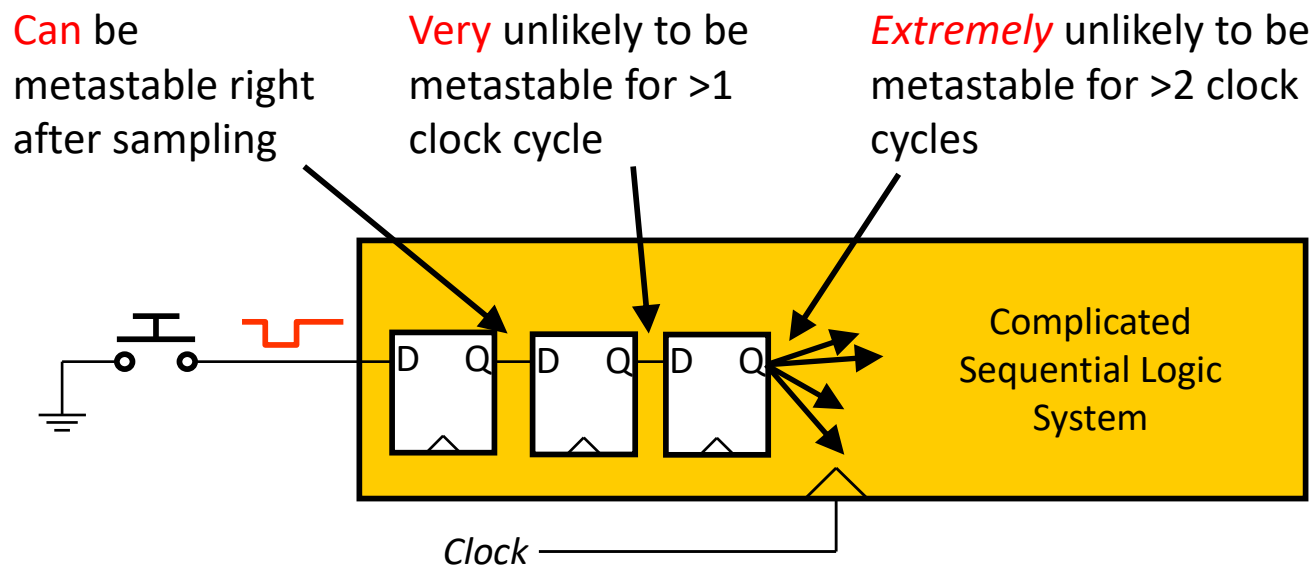 Can be
metastable right
after sampling
Very unlikely to be
metastable for >1
clock cycle
Extremely unlikely to be
metastable for >2 clock
cycles
D Q D Q D Q
Complicated
Sequential Logic
System
Clock